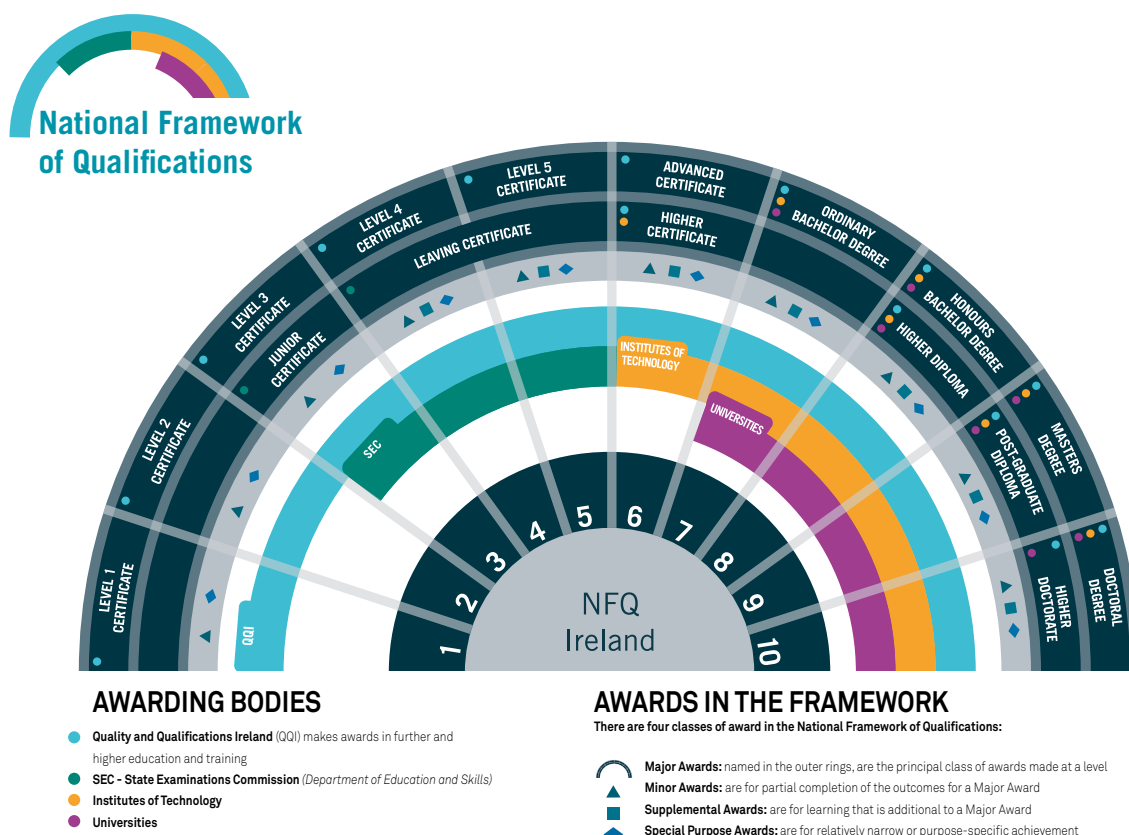 National Framework
of Qualifications
LEVEL 1
CERTIFICATE
LEVEL 2
CERTIFICATE
LEVEL 3
CERTIFICATE
LEVEL 4
CERTIFICATE
LEVEL 5
CERTIFICATE
ADVANCED
CERTIFICATE
ORDINARY
BACHELOR DEGREE
HONOURS
BACHELOR DEGREE
MASTERS
DEGREE
DOCTORAL
DEGREE
JUNIOR
CERTIFICATE
LEAVING CERTIFICATE
HIGHER
CERTIFICATE
HIGHER DIPLOMA
POST-GRADUATE
DIPLOMA
HIGHER
DOCTORATE
QQI
SEC
INSTITUTES OF
TECHNOLOGY
UNIVERSITIES
1
2
3
4
5
6
7
8
9
10
NFQ
Ireland
AWARDING BODIES
Quality and Qualifications Ireland (QQI) makes awards in further and
higher education and training
SEC - State Examinations Commission (Department of Education and Skills)
Institutes of Technology
Universities
AWARDS IN THE FRAMEWORK
There are four classes of award in the National Framework of Qualifications:
Major Awards: named in the outer rings, are the principal class of awards made at a level
Minor Awards: are for partial completion of the outcomes for a Major Award
Supplemental Awards: are for learning that is additional to a Major Award
Special Purpose Awards: are for relatively narrow or purpose-specific achievement